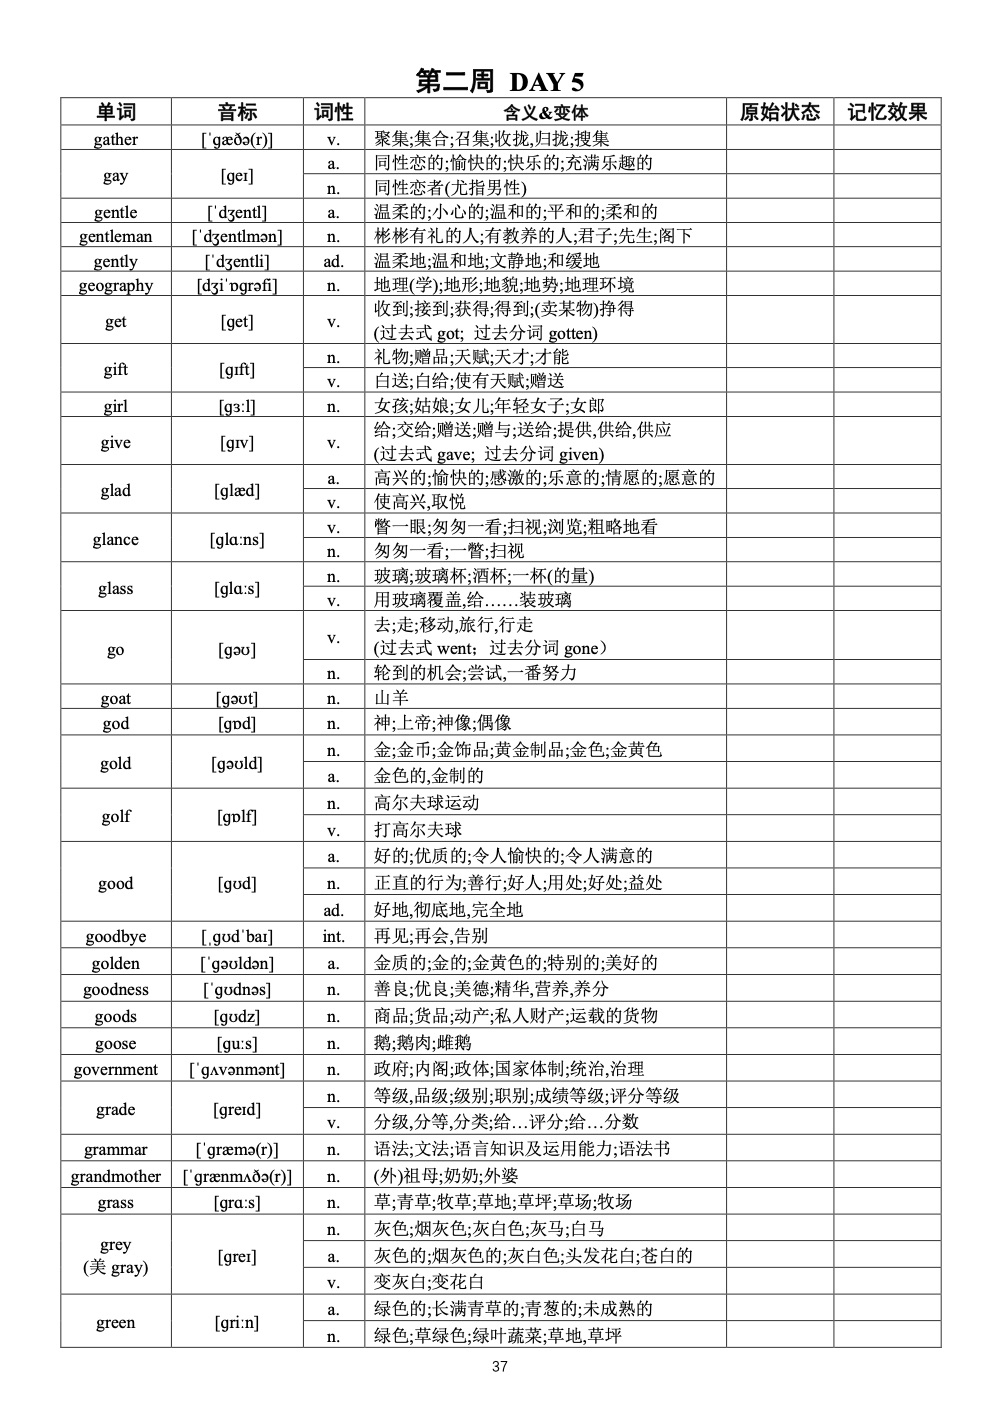 第二周 DAY 5
单词 音标 词性 含义&变体 原始状态 记忆效果
gather [ˈɡæðə(r)] v. 聚集;集合;召集;收拢,归拢;搜集
gay [ɡeɪ] a. 同性恋的;愉快的;快乐的;充满乐趣的
n. 同性恋者(尤指男性)
gentle [ˈdʒentl] a. 温柔的;小心的;温和的;平和的;柔和的
gentleman [ˈdʒentlmən] n. 彬彬有礼的人;有教养的人;君子;先生;阁下
gently [ˈdʒentli] ad. 温柔地;温和地;文静地;和缓地
geography [dʒiˈɒɡrəfi] n. 地理(学);地形;地貌;地势;地理环境
get [ɡet] v. 收到;接到;获得;得到;(卖某物)挣得
(过去式 got; 过去分词 gotten)
gift [ɡɪft] n. 礼物;赠品;天赋;天才;才能
v. 白送;白给;使有天赋;赠送
girl [ɡɜːl] n. 女孩;姑娘;女儿;年轻女子;女郎
give [ɡɪv] v. 给;交给;赠送;赠与;送给;提供,供给,供应
(过去式 gave; 过去分词 given)
glad [ɡlæd] a. 高兴的;愉快的;感激的;乐意的;情愿的;愿意的
v. 使高兴,取悦
glance [ɡlɑːns] v. 瞥一眼;匆匆一看;扫视;浏览;粗略地看
n. 匆匆一看;一瞥;扫视
glass [ɡlɑːs] n. 玻璃;玻璃杯;酒杯;一杯(的量)
v. 用玻璃覆盖,给……装玻璃
go [ɡəʊ] v. 去;走;移动,旅行,行走
(过去式 went；过去分词 gone）
n. 轮到的机会;尝试,一番努力
goat [ɡəʊt] n. 山羊
god [ɡɒd] n. 神;上帝;神像;偶像
gold [ɡəʊld] n. 金;金币;金饰品;黄金制品;金色;金黄色
a. 金色的,金制的
golf [ɡɒlf] n. 高尔夫球运动
v. 打高尔夫球
good [ɡʊd] a. 好的;优质的;令人愉快的;令人满意的
n. 正直的行为;善行;好人;用处;好处;益处
ad. 好地,彻底地,完全地
goodbye [ˌɡʊdˈbaɪ] int. 再见;再会,告别
golden [ˈɡəʊldən] a. 金质的;金的;金黄色的;特别的;美好的
goodness [ˈɡʊdnəs] n. 善良;优良;美德;精华,营养,养分
goods [ɡʊdz] n. 商品;货品;动产;私人财产;运载的货物
goose [ɡuːs] n. 鹅;鹅肉;雌鹅
government [ˈɡʌvənmənt] n. 政府;内阁;政体;国家体制;统治,治理
grade [ɡreɪd] n. 等级,品级;级别;职别;成绩等级;评分等级
v. 分级,分等,分类;给…评分;给…分数
grammar [ˈɡræmə(r)] n. 语法;文法;语言知识及运用能力;语法书
grandmother [ˈɡrænmʌðə(r)] n. (外)祖母;奶奶;外婆
grass [ɡrɑːs] n. 草;青草;牧草;草地;草坪;草场;牧场
grey [ɡreɪ] n. 灰色;烟灰色;灰白色;灰马;白马
(美 gray) a. 灰色的;烟灰色的;灰白色;头发花白;苍白的
v. 变灰白;变花白
green [ɡriːn] a. 绿色的;长满青草的;青葱的;未成熟的
n. 绿色;草绿色;绿叶蔬菜;草地,草坪
37